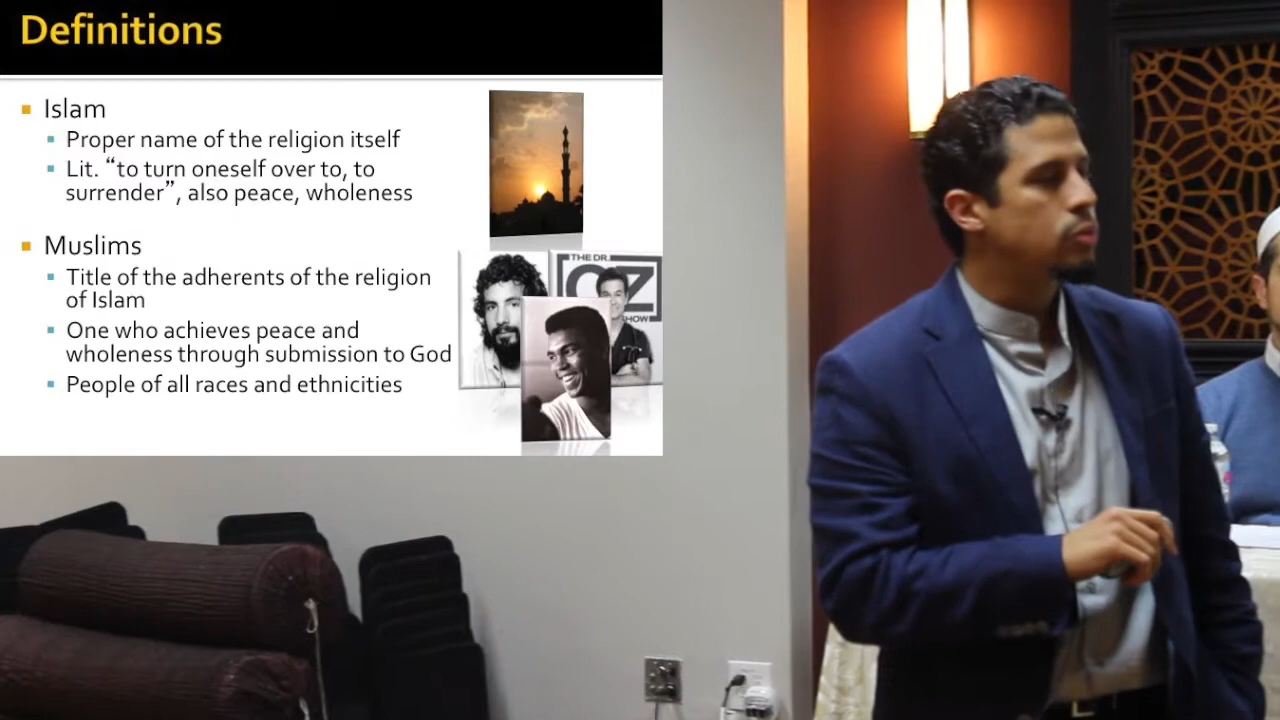 Definitions
Islam
Proper name of the religion itself
Lit. “to turn oneself over to, to
surrender”, also peace, wholeness
Muslims
Title of the adherents of the religion
of Islam
One who achieves peace and
wholeness through submission to God
People of all races and ethnicities
THE DR.
OZ
SHOW